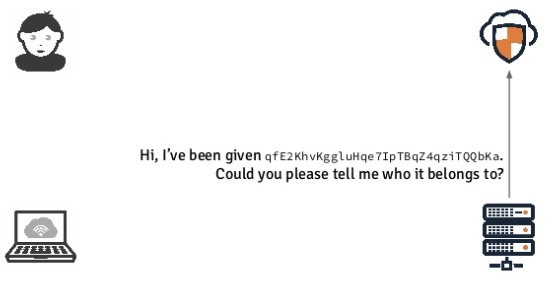 Hi, I've been given qfE2KhvKggluHqe7IpTBqZ4qziTQQbKa.
Could you please tell me who it belongs to?